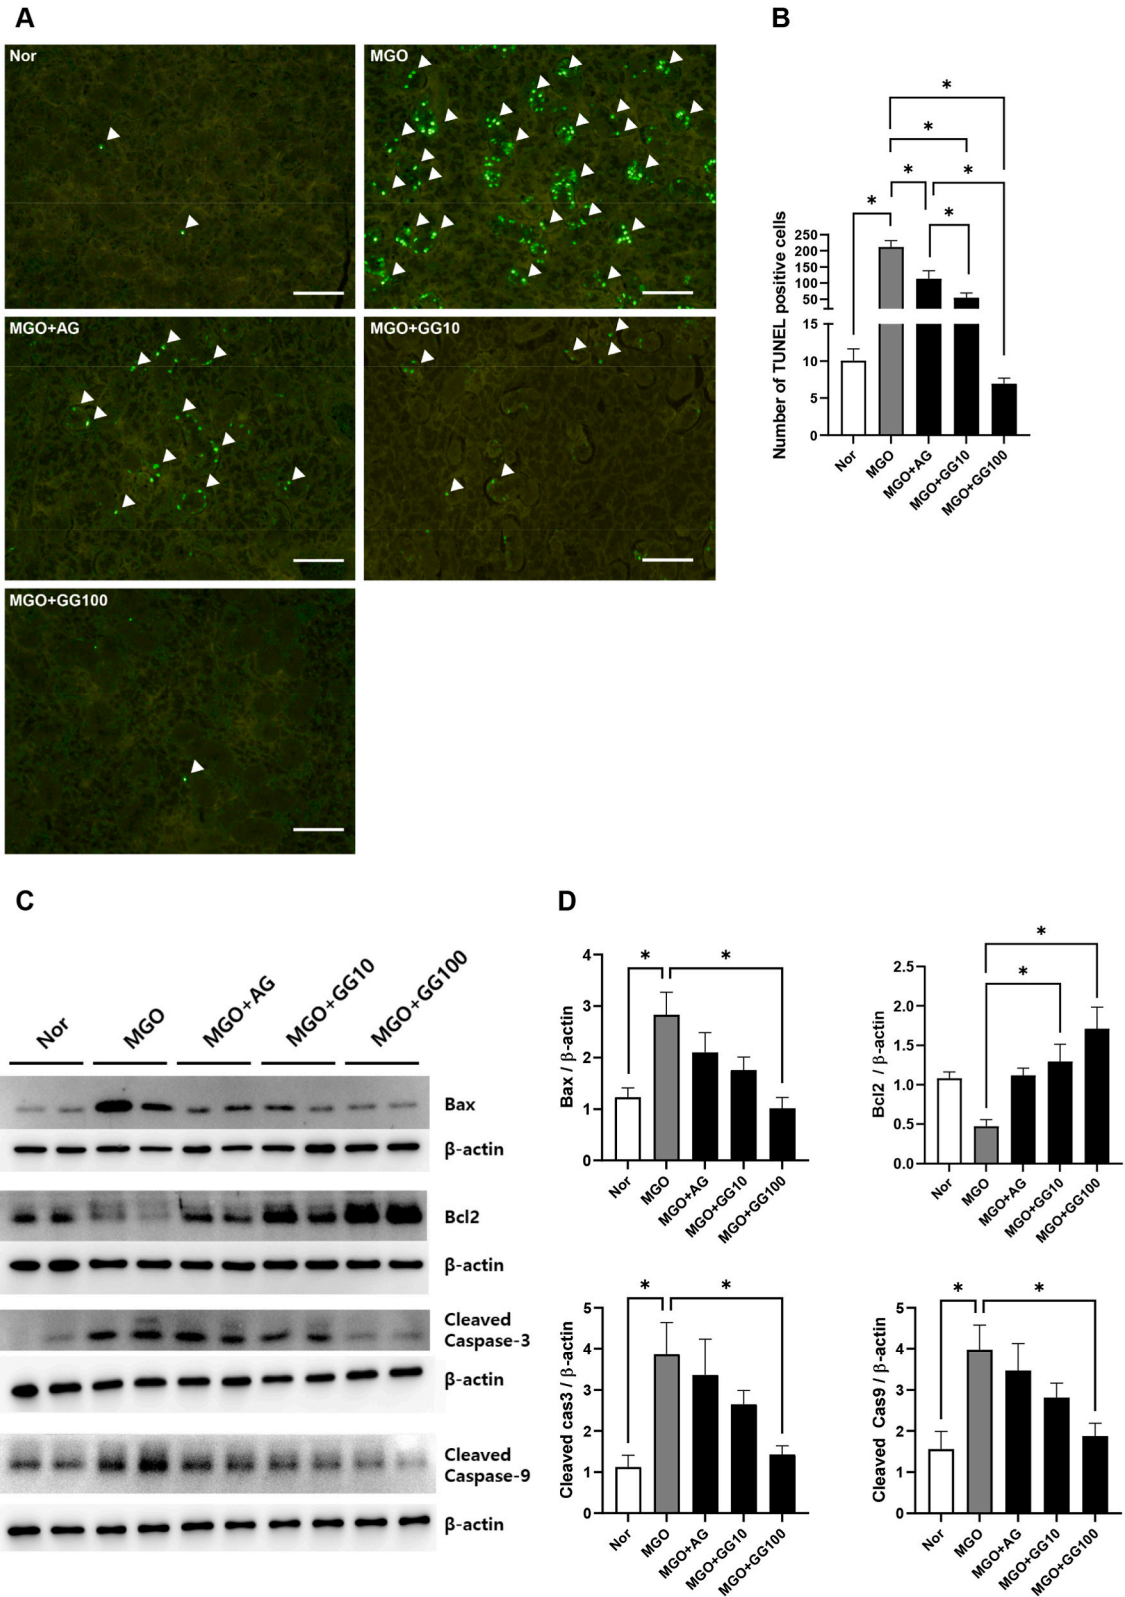 A
B
Nor
MGO
MGO+AG
MGO+GG10
MGO+GG100
*
*
*
*
*
*
Number of TUNEL positive cells
250
200
150
100
50
15
10
5
0
Nor
MGO
MGO+AG
MGO+GG10
MGO+GG100
C
D
Nor
MGO
MGO+AG
MGO+GG10
MGO+GG100
Bax
β-actin
Bcl2
β-actin
Cleaved
Caspase-3
β-actin
Cleaved
Caspase-9
β-actin
*
*
Bax / β-actin
4
3
2
1
0
Nor
MGO
MGO+AG
MGO+GG10
MGO+GG100
*
*
Bcl2 / β-actin
2.5
2.0
1.5
1.0
0.5
0.0
Nor
MGO
MGO+AG
MGO+GG10
MGO+GG100
*
*
Cleaved cas3 / β-actin
5
4
3
2
1
0
Nor
MGO
MGO+AG
MGO+GG10
MGO+GG100
*
*
Cleaved Cas9 / β-actin
5
4
3
2
1
0
Nor
MGO
MGO+AG
MGO+GG10
MGO+GG100